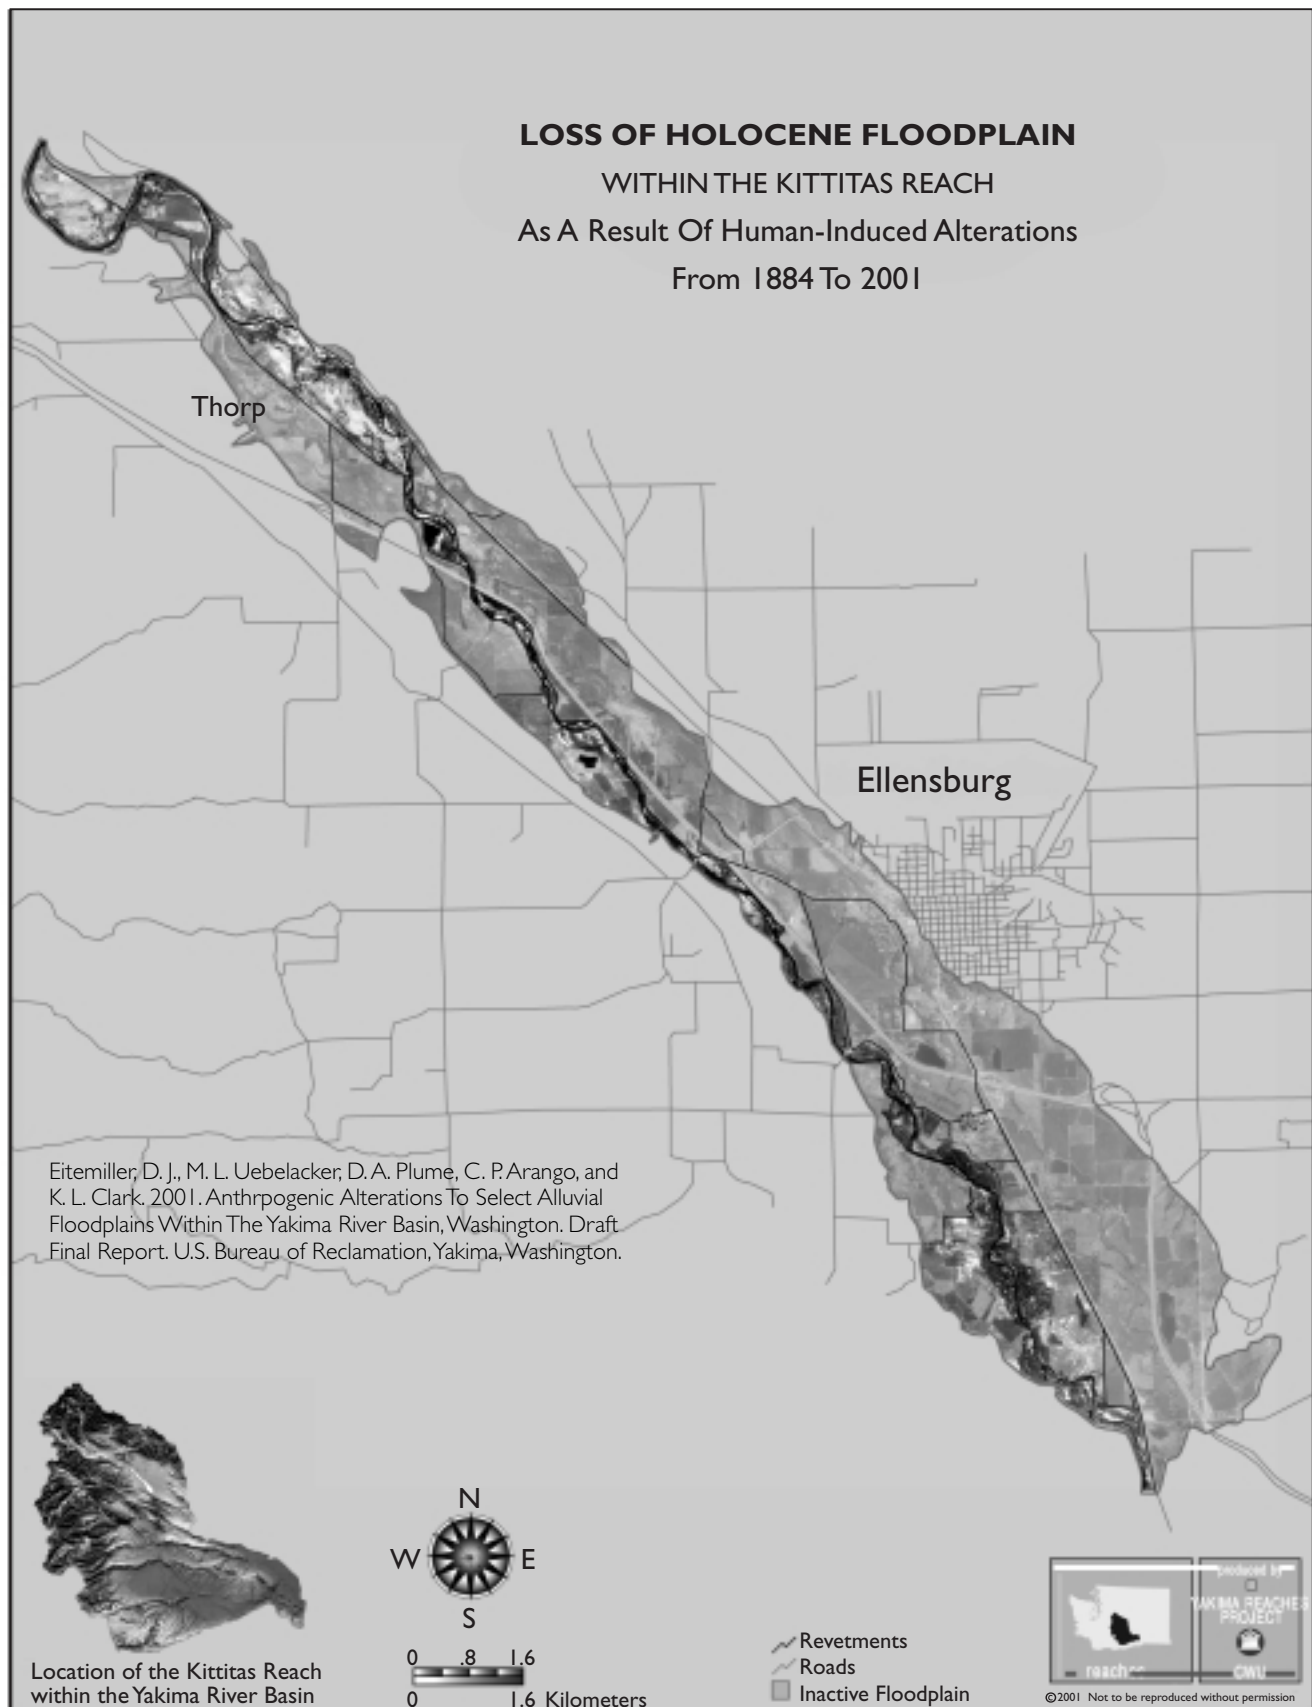 LOSS OF HOLOCENE FLOODPLAIN
WITHIN THE KITTITAS REACH
As A Result Of Human-Induced Alterations
From 1884 To 2001
Thorp
Ellensburg
Eitemiller, D. J., M. L. Uebelacker, D. A. Plume, C. P. Arango, and
K. L. Clark. 2001. Anthrpogenic Alterations To Select Alluvial
Floodplains Within The Yakima River Basin, Washington. Draft
Final Report. U.S. Bureau of Reclamation, Yakima, Washington.
N
W E
S
0 .8 1.6
0 1.6 Kilometers
Location of the Kittitas Reach
within the Yakima River Basin
Revetments
Roads
Inactive Floodplain
reaches
produced by
YAKIMA REACHES
PROJECT
CWU
©2001 Not to be reproduced without permission